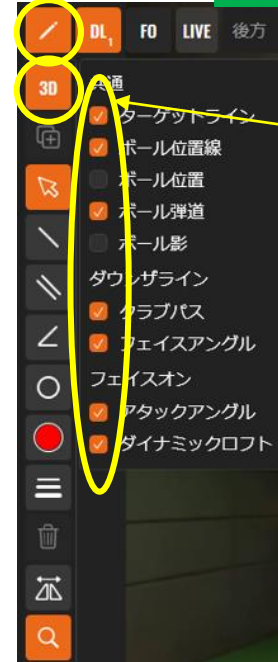 DL1 FO LIVE 後方
3D
共通
ターゲットライン
ボール位置線
ボール位置
ボール弾道
ボール影
ダウンザライン
クラブパス
フェイスアングル
フェイスオン
アタックアングル
ダイナミックロフト